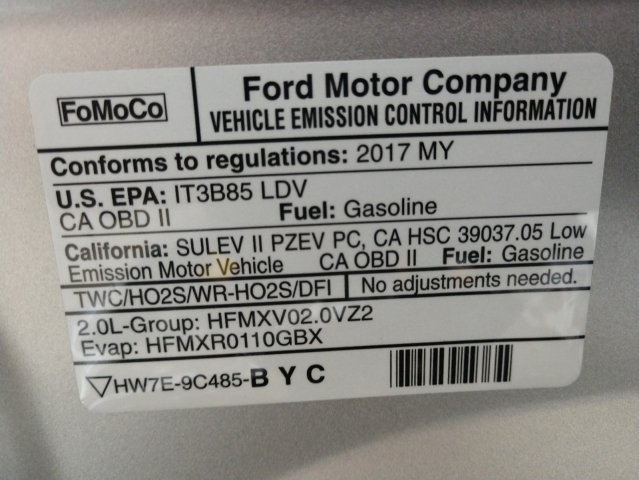 FoMoCo
Ford Motor Company
VEHICLE EMISSION CONTROL INFORMATION
Conforms to regulations: 2017 MY
U.S. EPA: IT3B85 LDV
CA OBD II Fuel: Gasoline
California: SULEV II PZEV PC, CA HSC 39037.05 Low
Emission Motor Vehicle CA OBD II Fuel: Gasoline
TWC/HO2S/WR-HO2S/DFI No adjustments needed.
2.0L-Group: HFMXV02.0VZ2
Evap: HFMXR0110GBX
HW7E-9C485-B Y C